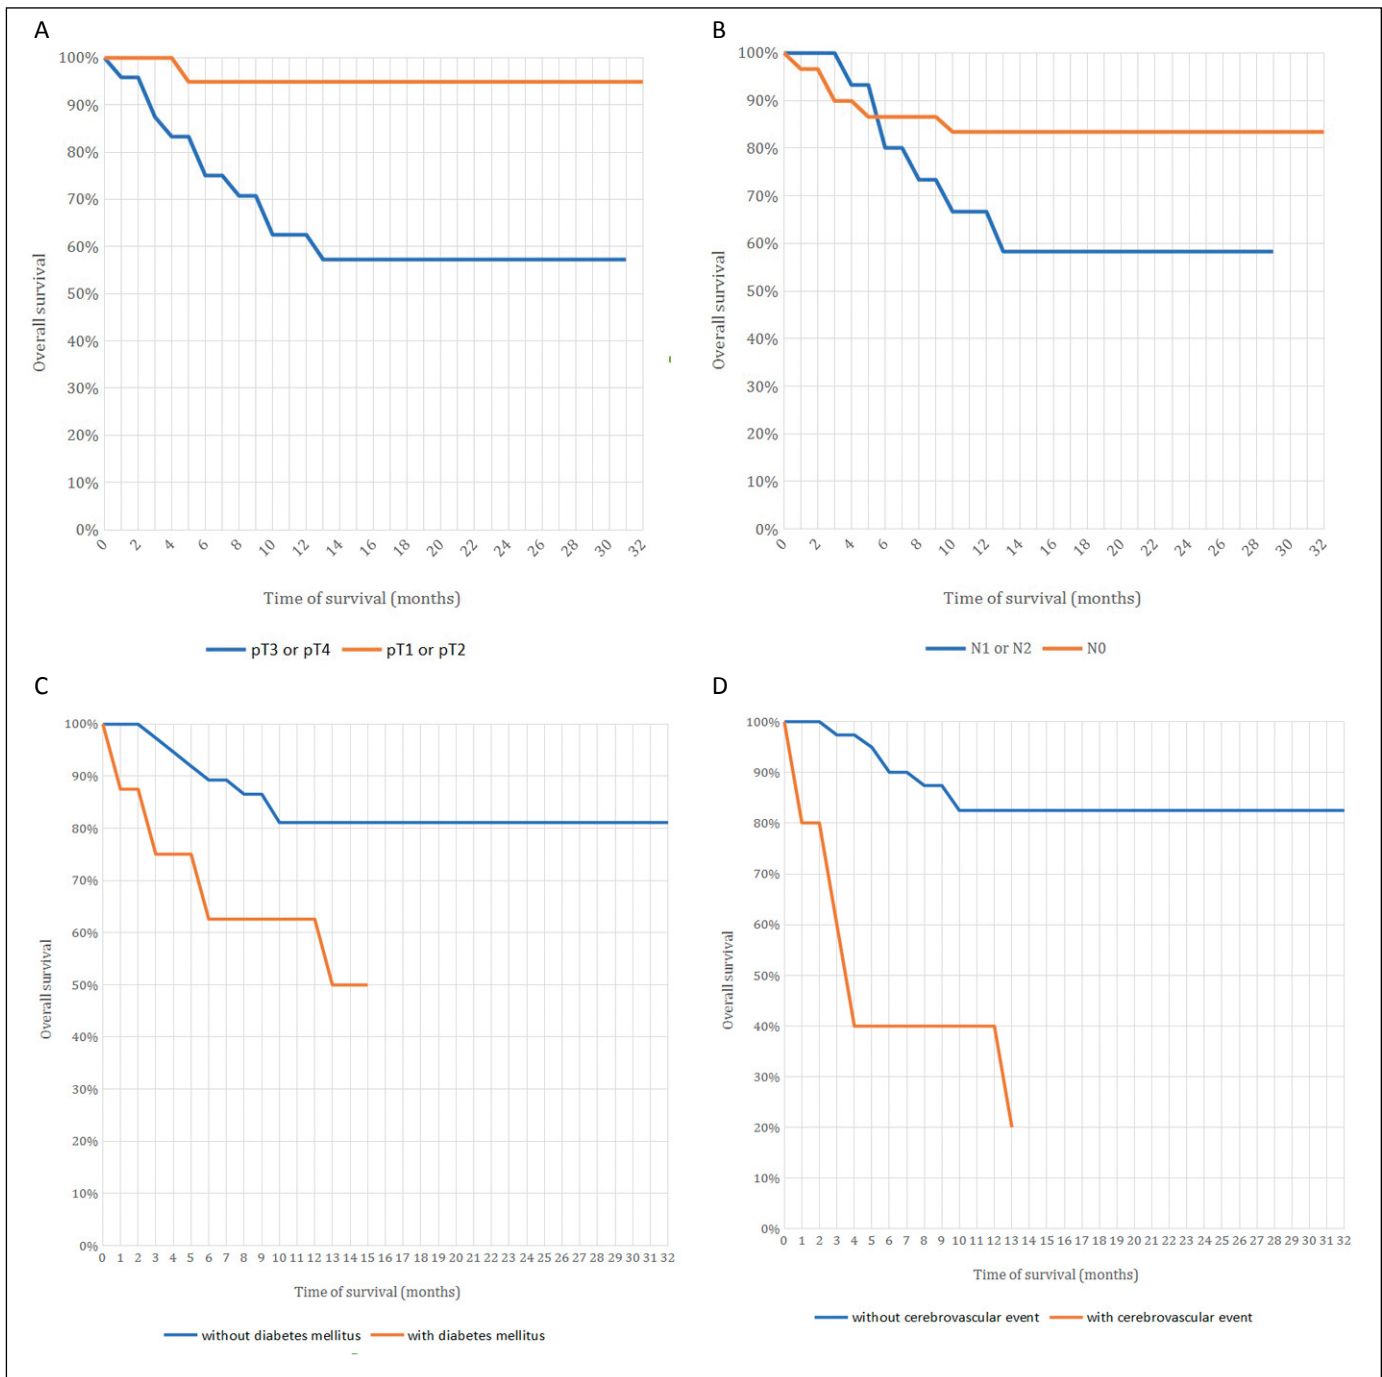 A
100%
90%
80%
70%
60%
50%
40%
30%
20%
10%
0%
Overall survival
0 2 4 6 8 10 12 14 16 18 20 22 24 26 28 30 32
Time of survival (months)
pT3 or pT4 pT1 or pT2
B
100%
90%
80%
70%
60%
50%
40%
30%
20%
10%
0%
Overall survival
0 2 4 6 8 10 12 14 16 18 20 22 24 26 28 30 32
Time of survival (months)
N1 or N2 N0
C
100%
90%
80%
70%
60%
50%
40%
30%
20%
10%
0%
Overall survival
0 1 2 3 4 5 6 7 8 9 10 11 12 13 14 15 16 17 18 19 20 21 22 23 24 25 26 27 28 29 30 31 32
Time of survival (months)
without diabetes mellitus with diabetes mellitus
D
100%
90%
80%
70%
60%
50%
40%
30%
20%
10%
0%
Overall survival
0 1 2 3 4 5 6 7 8 9 10 11 12 13 14 15 16 17 18 19 20 21 22 23 24 25 26 27 28 29 30 31 32
Time of survival (months)
without cerebrovascular event with cerebrovascular event